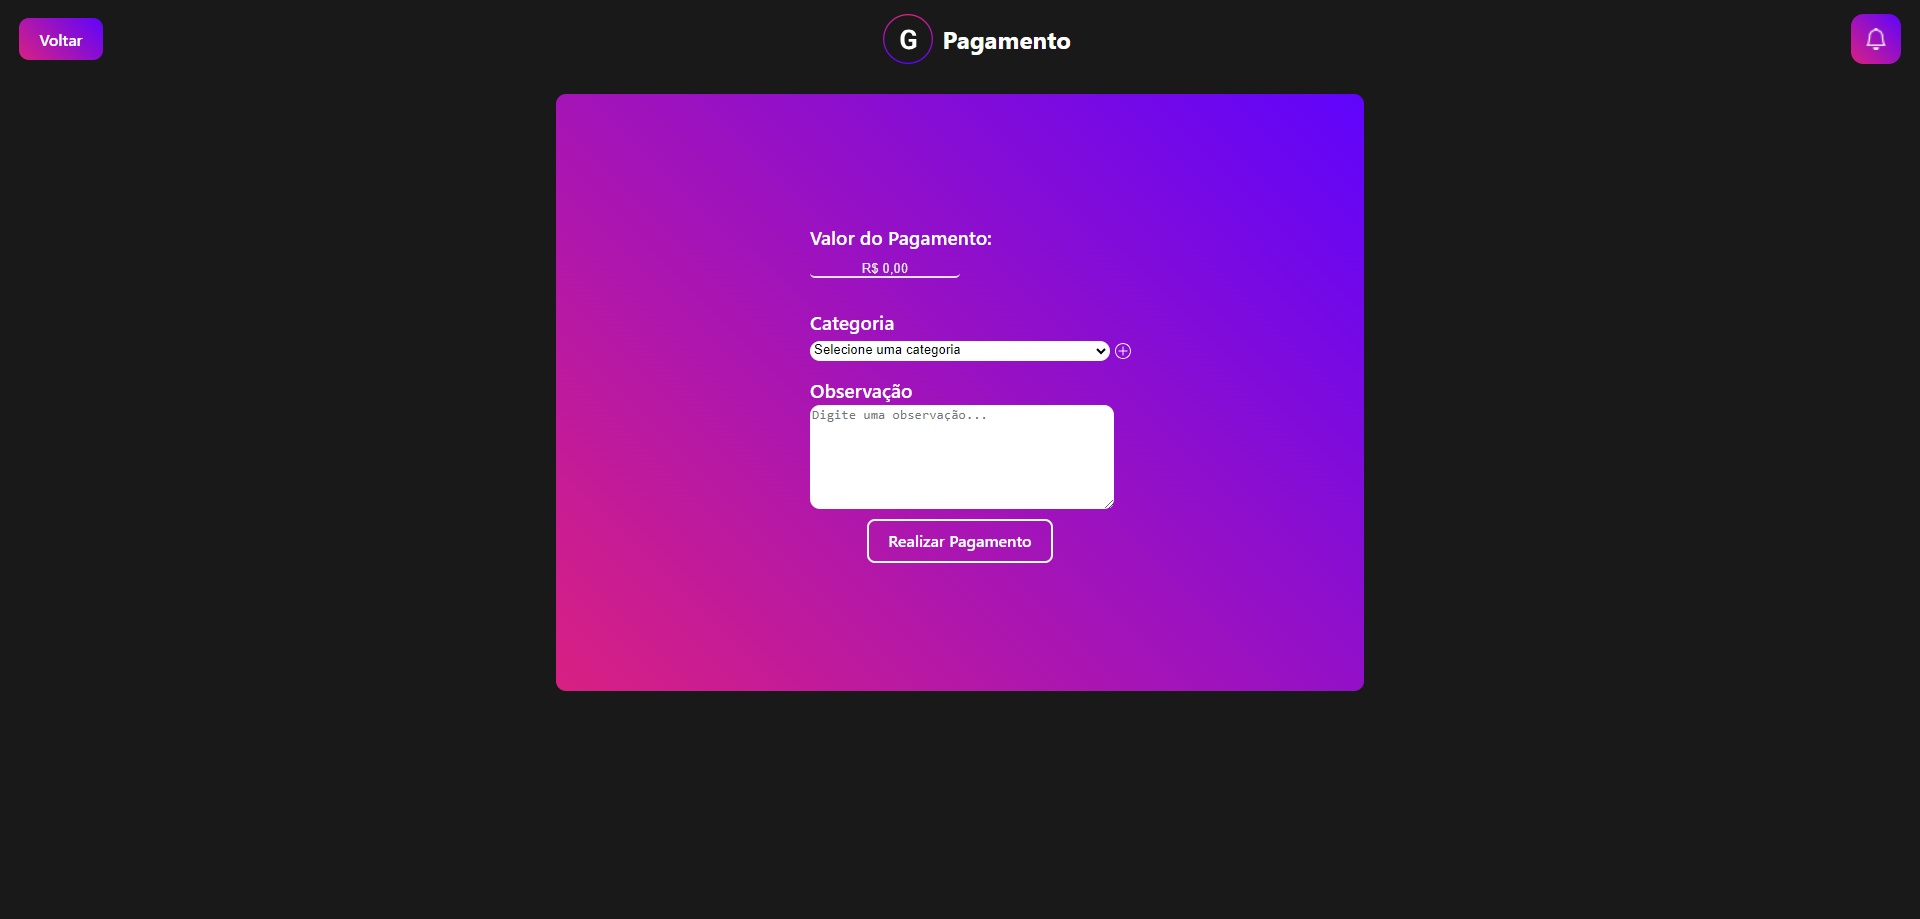 Voltar
G Pagamento
Valor do Pagamento:
R$ 0,00
Categoria
Selecione uma categoria
Observação
Digite uma observação...
Realizar Pagamento